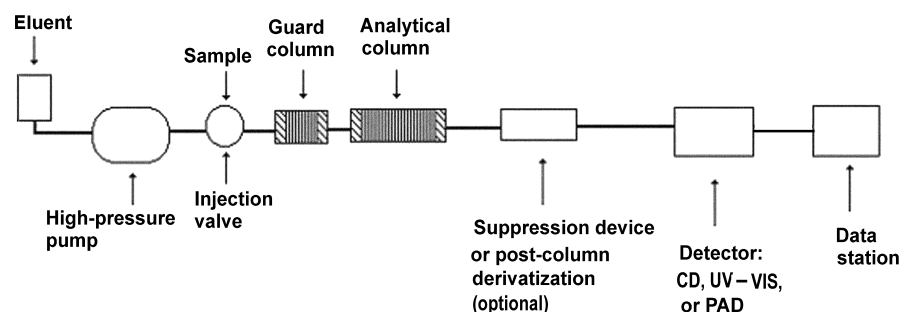 Eluent
Sample
Guard
column
Analytical
column
High-pressure
pump
Injection
valve
Suppression device
or post-column
derivatization
(optional)
Detector:
CD, UV – VIS,
or PAD
Data
station